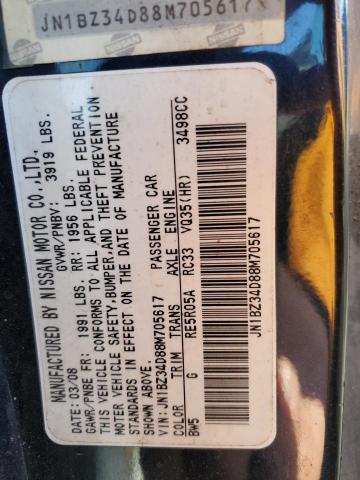 JN1BZ34D88M705617
MANUFACTURED BY NISSAN MOTOR CO.,LTD.
DATE: 03/08 GVWR/PNBV: 3919 LBS.
GAWR/PNBE FR: 1991 LBS. RR: 1956 LBS.
THIS VEHICLE CONFORMS TO ALL APPLICABLE FEDERAL
MOTOR VEHICLE SAFETY,BUMPER,AND THEFT PREVENTION
STANDARDS IN EFFECT ON THE DATE OF MANUFACTURE
SHOWN ABOVE.
VIN: JN1BZ34D88M705617 PASSENGER CAR
COLOR TRIM TRANS AXLE ENGINE
BW5 G RE5R05A RC33 VQ35(HR) 3498CC
JN1BZ34D88M705617